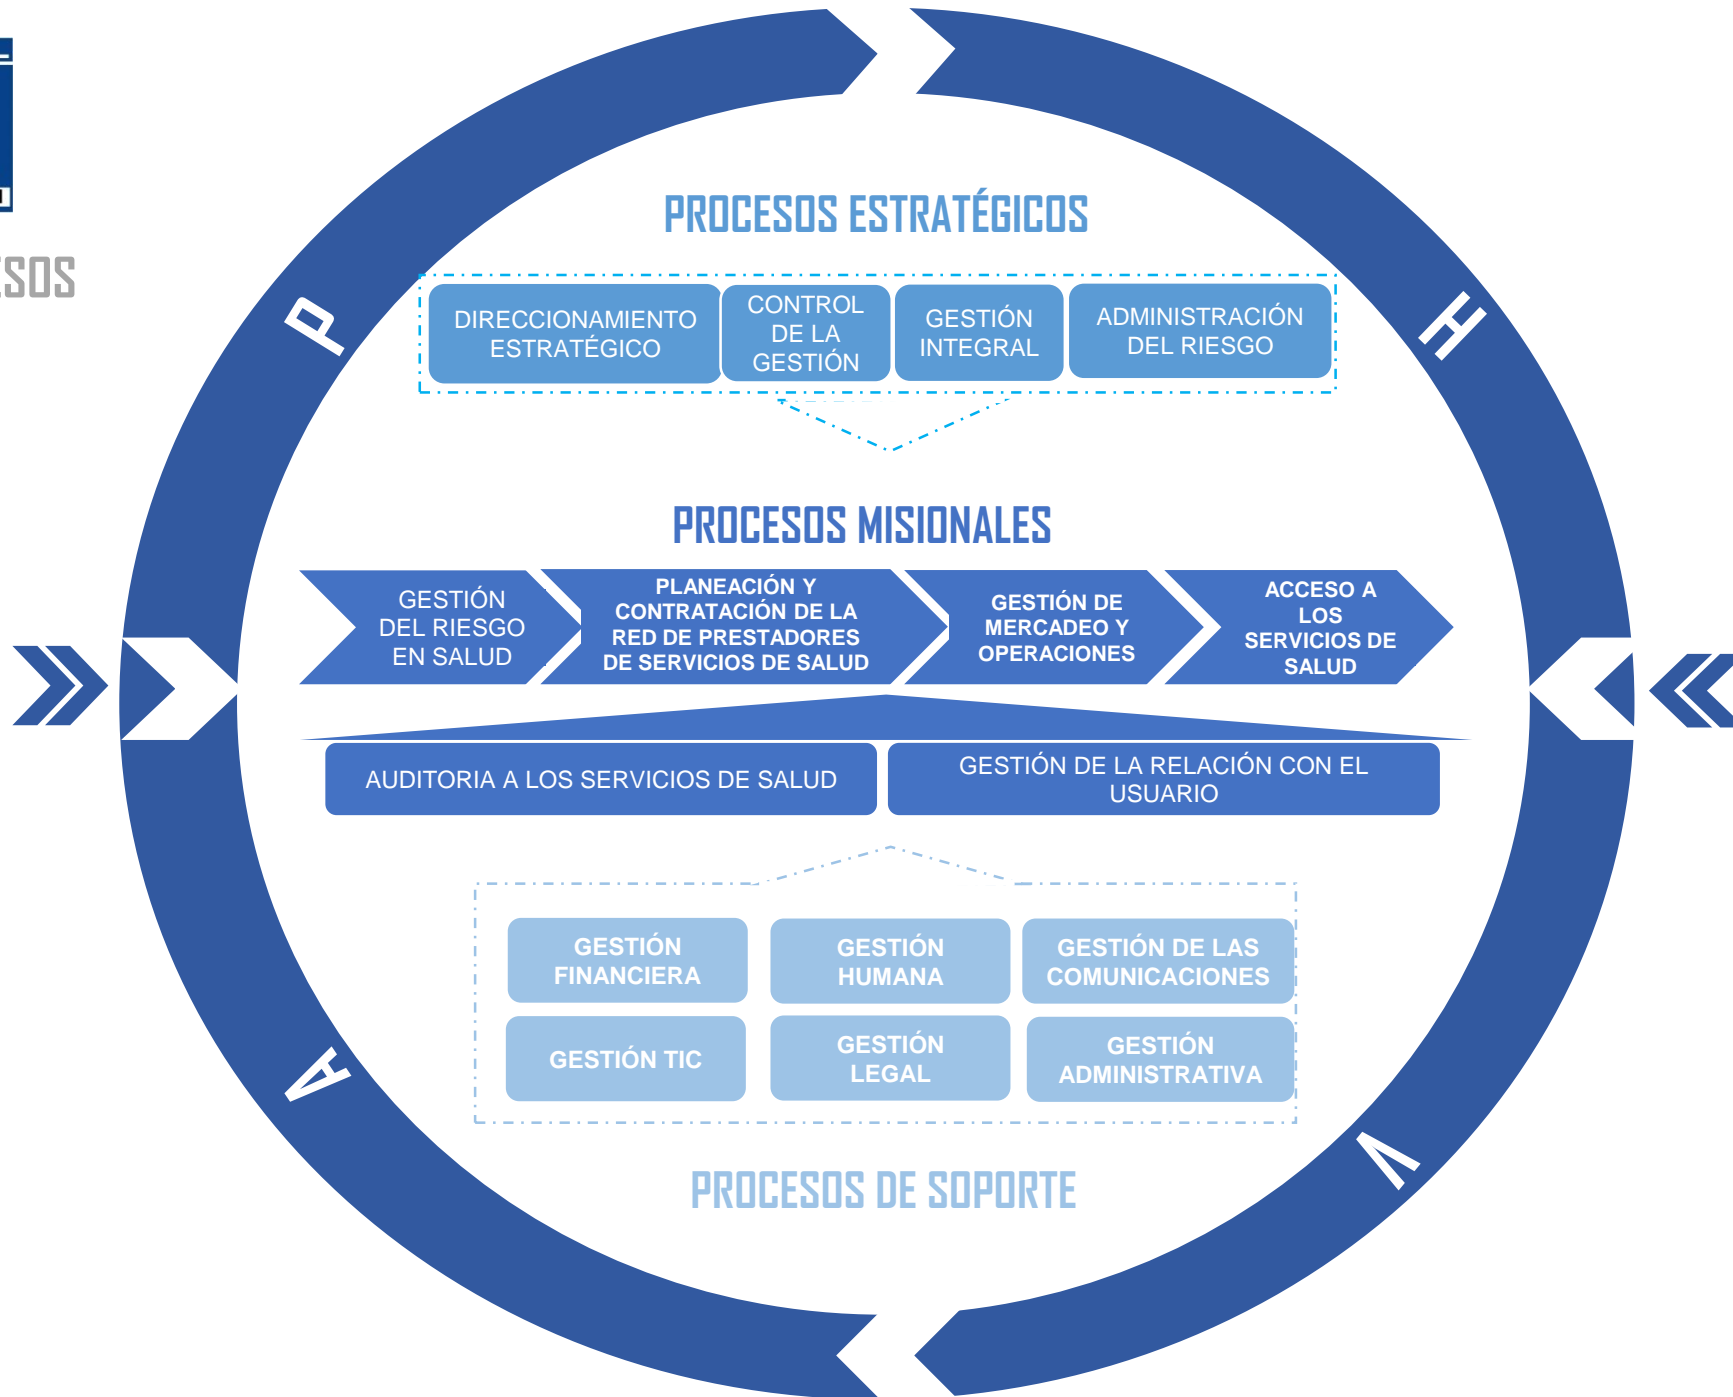 PROCESOS ESTRATÉGICOS
ESOS
P
H
DIRECCIONAMIENTO
ESTRATÉGICO
CONTROL
DE LA
GESTIÓN
GESTIÓN
INTEGRAL
ADMINISTRACIÓN
DEL RIESGO
PROCESOS MISIONALES
GESTIÓN
DEL RIESGO
EN SALUD
PLANEACIÓN Y
CONTRATACIÓN DE LA
RED DE PRESTADORES
DE SERVICIOS DE SALUD
GESTIÓN DE
MERCADEO Y
OPERACIONES
ACCESO A
LOS
SERVICIOS DE
SALUD
AUDITORIA A LOS SERVICIOS DE SALUD
GESTIÓN DE LA RELACIÓN CON EL
USUARIO
GESTIÓN
FINANCIERA
GESTIÓN
HUMANA
GESTIÓN DE LAS
COMUNICACIONES
GESTIÓN TIC
GESTIÓN
LEGAL
GESTIÓN
ADMINISTRATIVA
A
V
PROCESOS DE SOPORTE